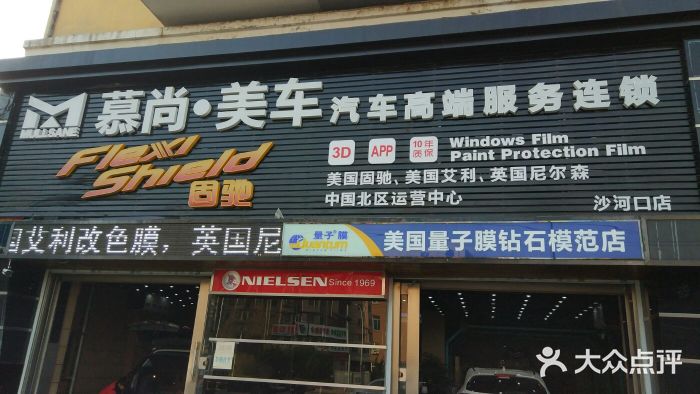 MULLSANE
慕尚·美车 汽车高端服务连锁
Flexi Shield 固驰
3D APP 10年质保 Windows Film
Paint Protection Film
美国固驰、美国艾利、英国尼尔森
中国北区运营中心 沙河口店
国艾利改色膜，英国尼
量子膜 Quantum 美国量子膜钻石模范店
NIELSEN Since 1969
大众点评